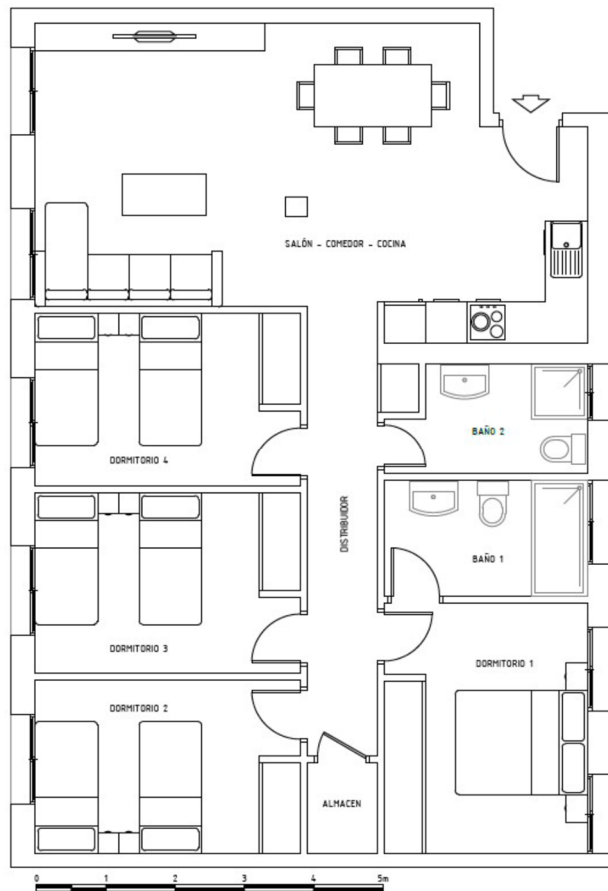 SALÓN - COMEDOR - COCINA
BAÑO 2
DORMITORIO 4
DISTRIBUIDOR
BAÑO 1
DORMITORIO 3
DORMITORIO 1
DORMITORIO 2
ALMACEN
0 1 2 3 4 5m